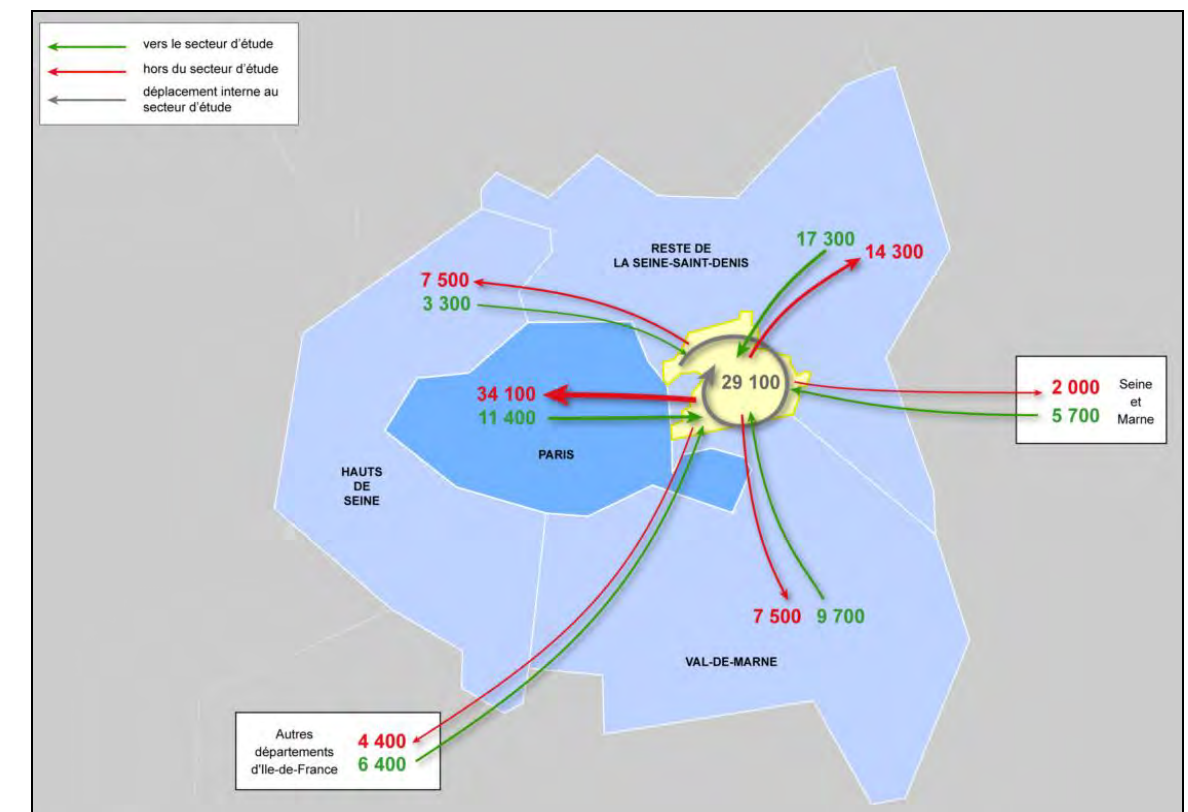 vers le secteur d'étude
hors du secteur d'étude
déplacement interne au
secteur d'étude
RESTE DE
LA SEINE-SAINT-DENIS
17 300
14 300
7 500
3 300
29 100
34 100
11 400
PARIS
HAUTS
DE
SEINE
2 000
5 700
Seine
et
Marne
7 500
9 700
VAL-DE-MARNE
Autres
départements
d'Ile-de-France
4 400
6 400